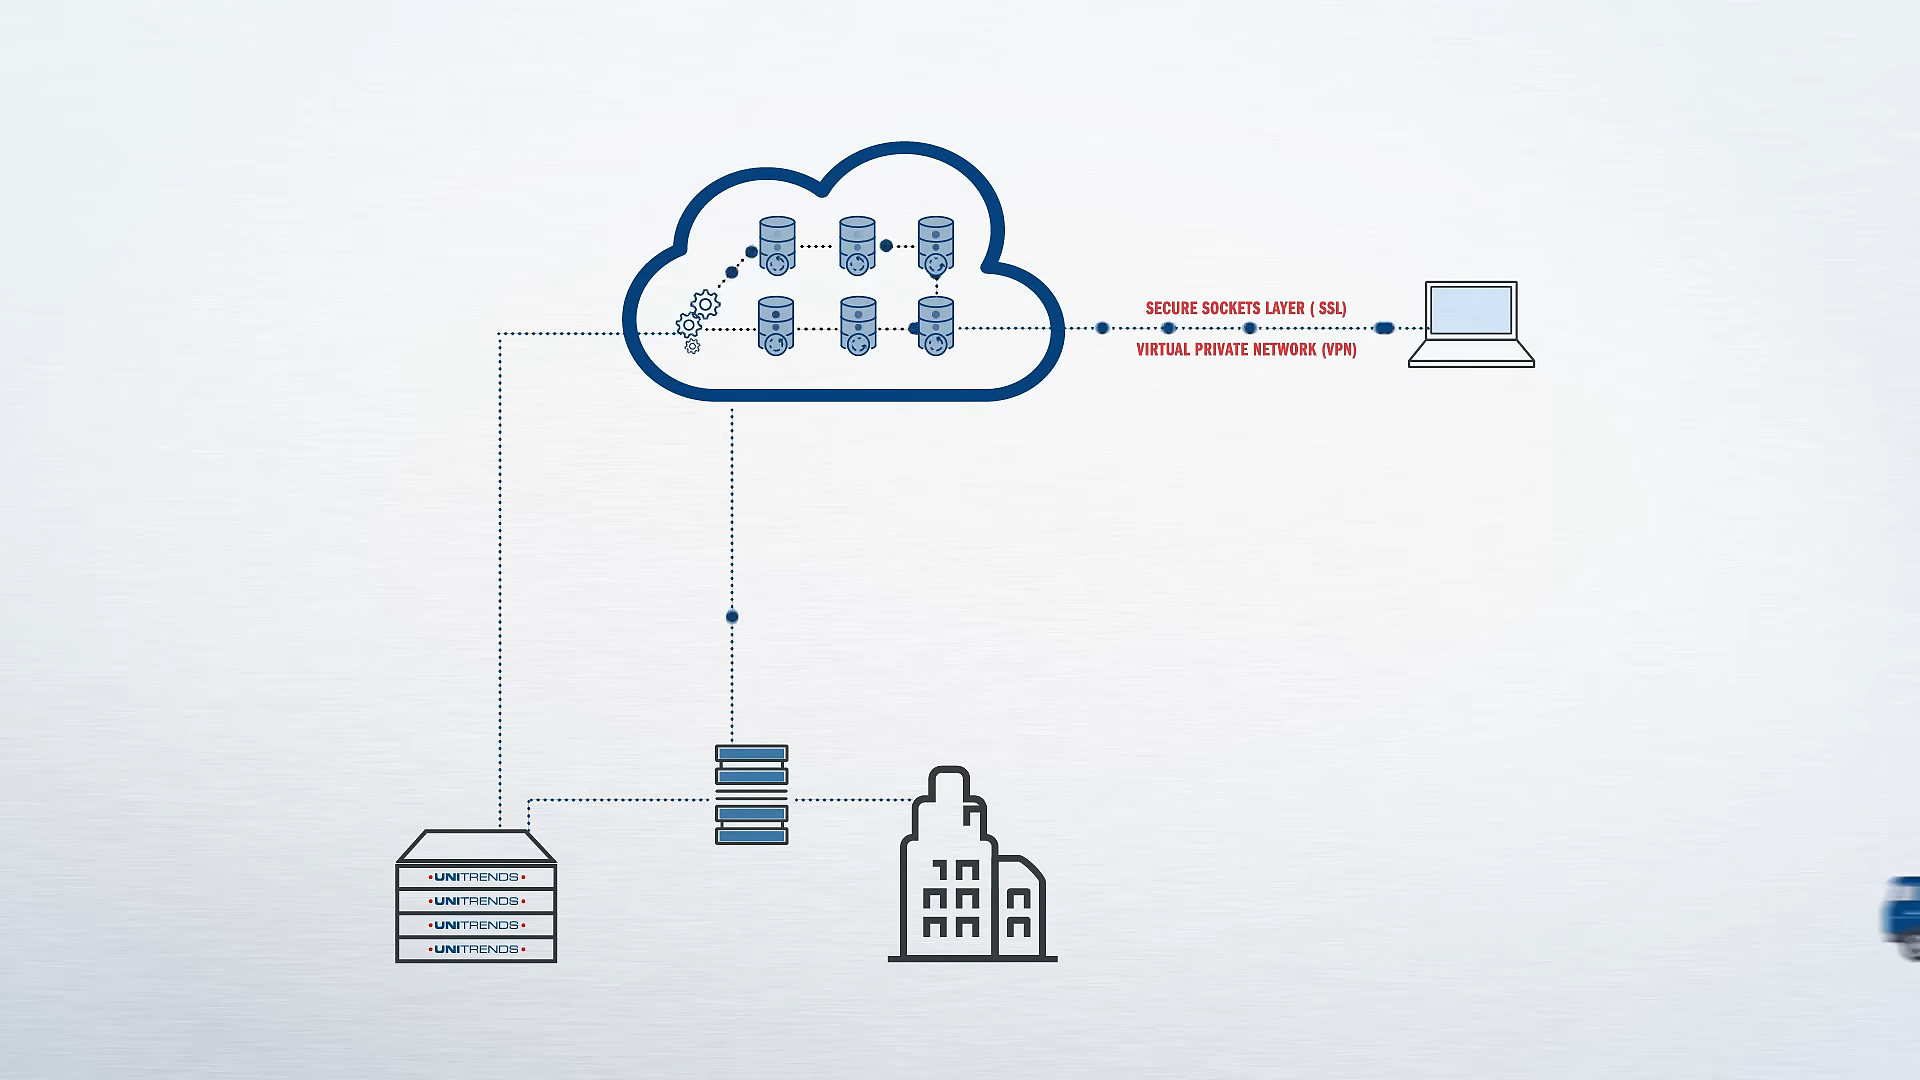 SECURE SOCKETS LAYER ( SSL)
VIRTUAL PRIVATE NETWORK (VPN)
UNITRENDS
UNITRENDS
UNITRENDS
UNITRENDS